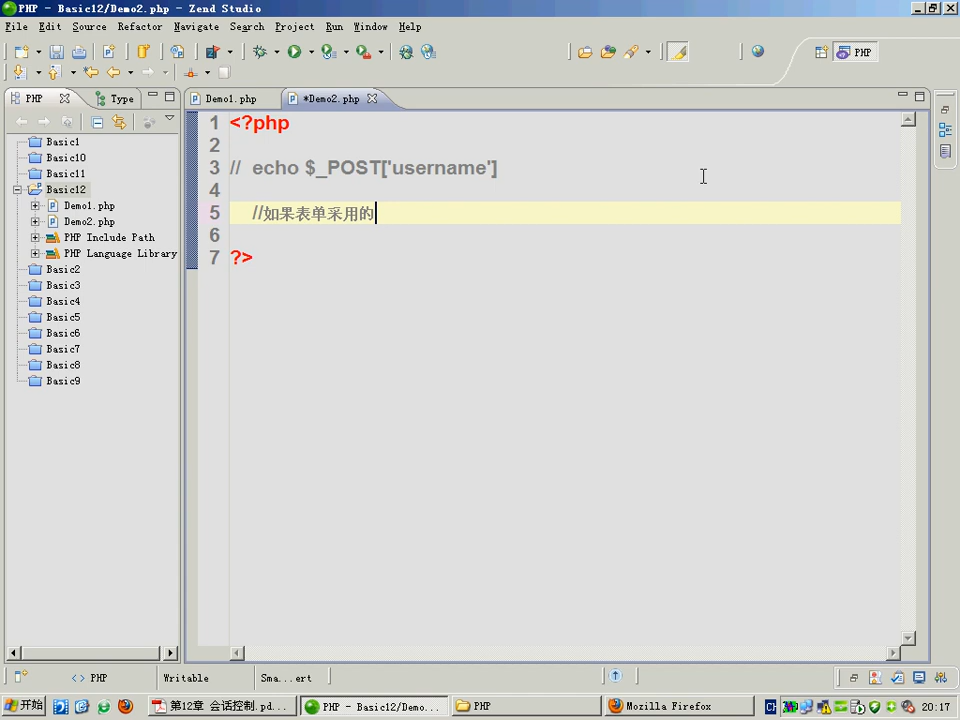 PHP - Basic12/Demo2.php - Zend Studio
File Edit Source Refactor Navigate Search Project Run Window Help
PHP
PHP Type
Demo1.php *Demo2.php
Basic1
Basic10
Basic11
Basic12
Demo1.php
Demo2.php
PHP Include Path
PHP Language Library
Basic2
Basic3
Basic4
Basic5
Basic6
Basic7
Basic8
Basic9
1 <?php
2
3 // echo $_POST['username']
4
5 //如果表单采用的
6
7 ?>
<> PHP Writable Sma...ert
开始 第12章 会话控制.pd... PHP - Basic12/Demo... PHP Mozilla Firefox CH 20:17